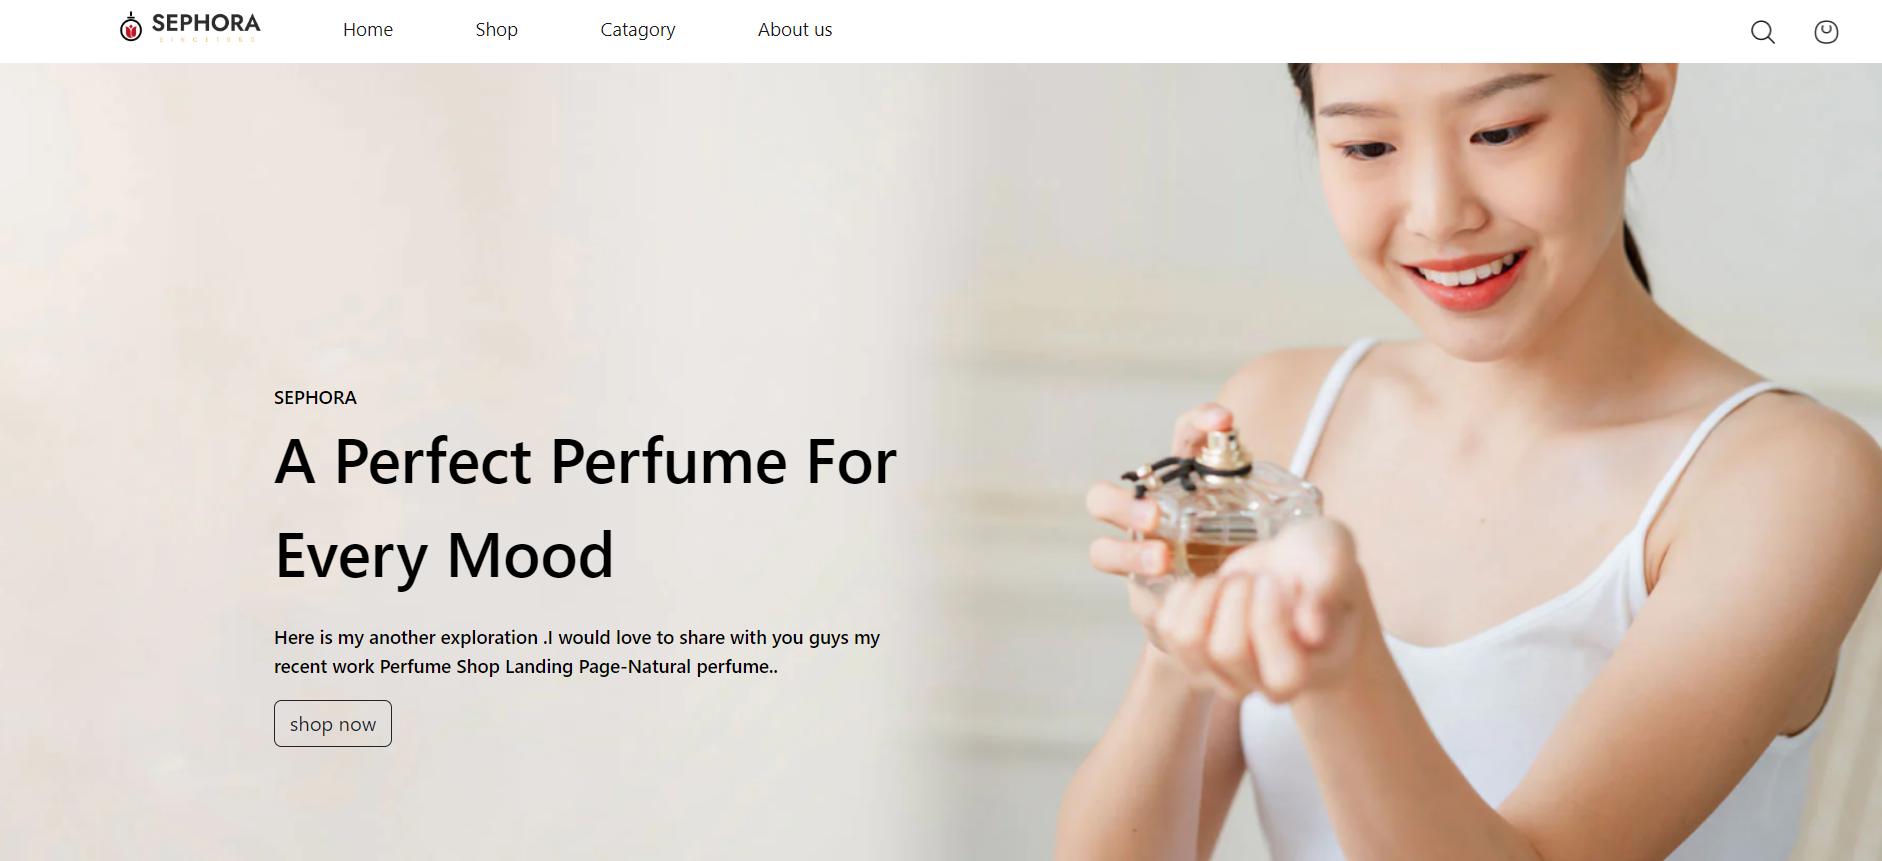 SEPHORA
Home
Shop
Catagory
About us
SEPHORA
A Perfect Perfume For
Every Mood
Here is my another exploration .I would love to share with you guys my
recent work Perfume Shop Landing Page-Natural perfume..
shop now